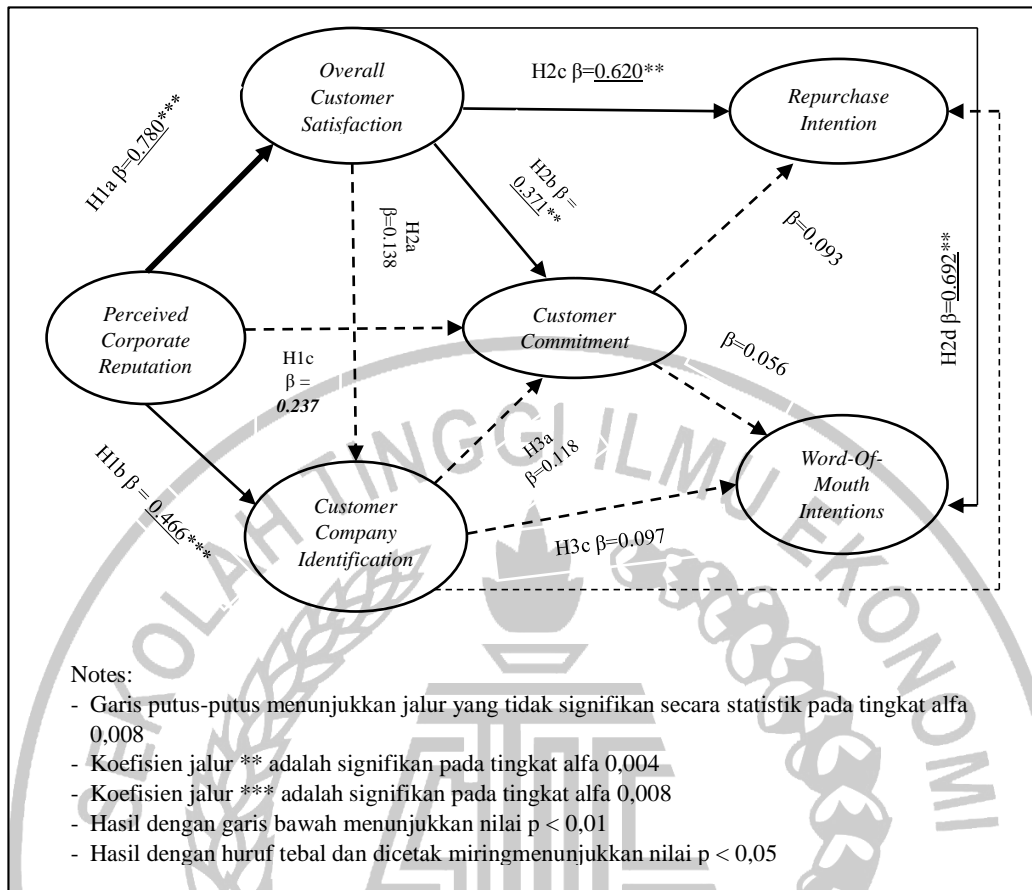 Overall
Customer
Satisfaction
H2c β=0.620**
Repurchase
Intention
H1a β=0.780***
H2b β =
0.371**
H2a
β=0.138
β=0.093
H2d β=0.692**
Perceived
Corporate
Reputation
Customer
Commitment
H1c
β =
0.237
β=0.056
H1b β = 0.466***
H3a
β=0.118
Customer
Company
Identification
H3c β=0.097
Word-Of-
Mouth
Intentions
SEKOLAH TINGGI ILMU EKONOMI
Notes:
- Garis putus-putus menunjukkan jalur yang tidak signifikan secara statistik pada tingkat alfa
0,008
- Koefisien jalur ** adalah signifikan pada tingkat alfa 0,004
- Koefisien jalur *** adalah signifikan pada tingkat alfa 0,008
- Hasil dengan garis bawah menunjukkan nilai p < 0,01
- Hasil dengan huruf tebal dan dicetak miringmenunjukkan nilai p < 0,05